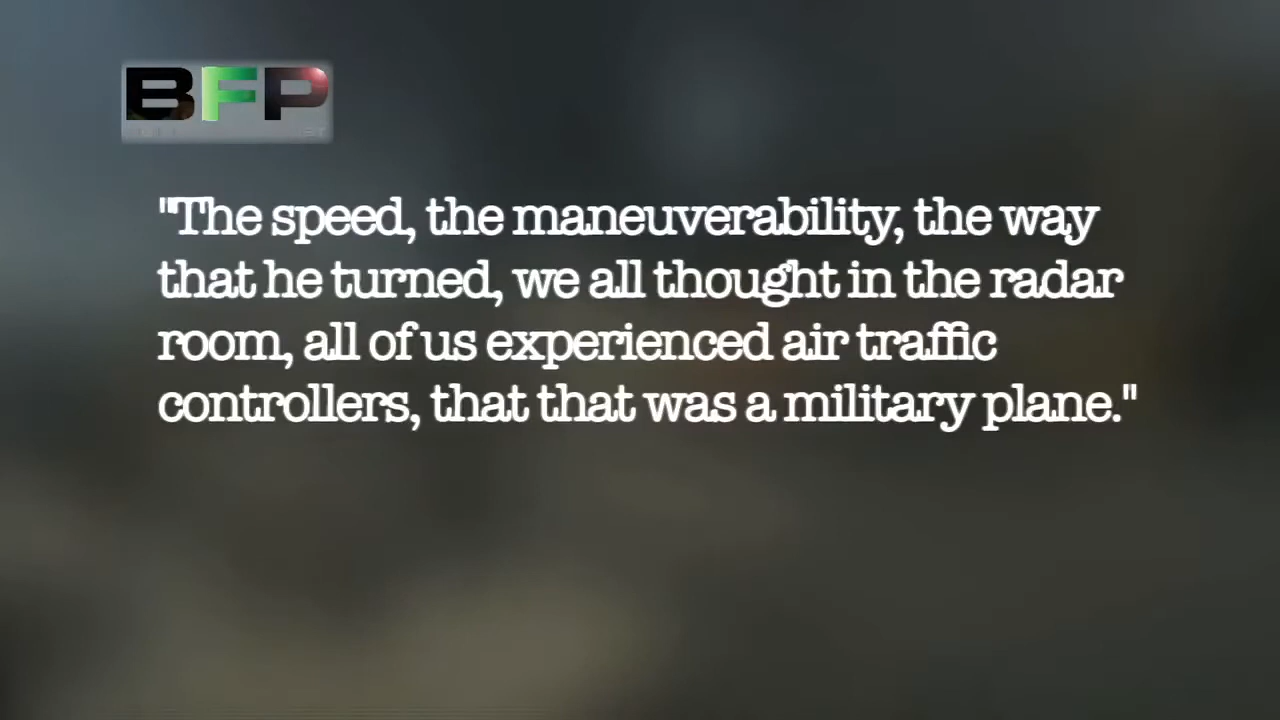 BFP
"The speed, the maneuverability, the way
that he turned, we all thought in the radar
room, all of us experienced air traffic
controllers, that that was a military plane."